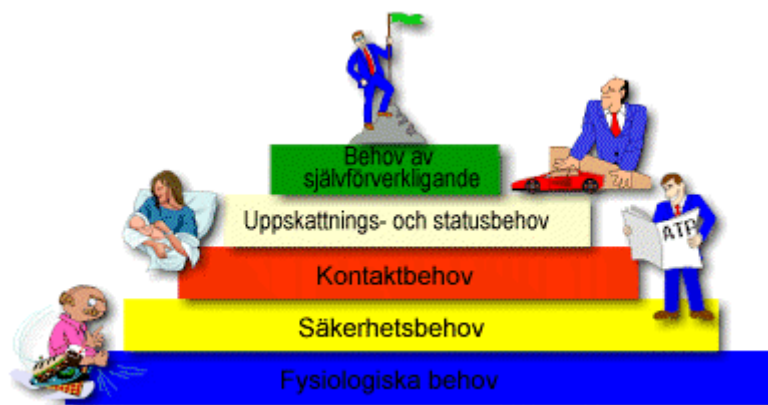 Behov av
självförverkligande
Uppskattnings- och statusbehov
ATP
Kontaktbehov
Säkerhetsbehov
Fysiologiska behov